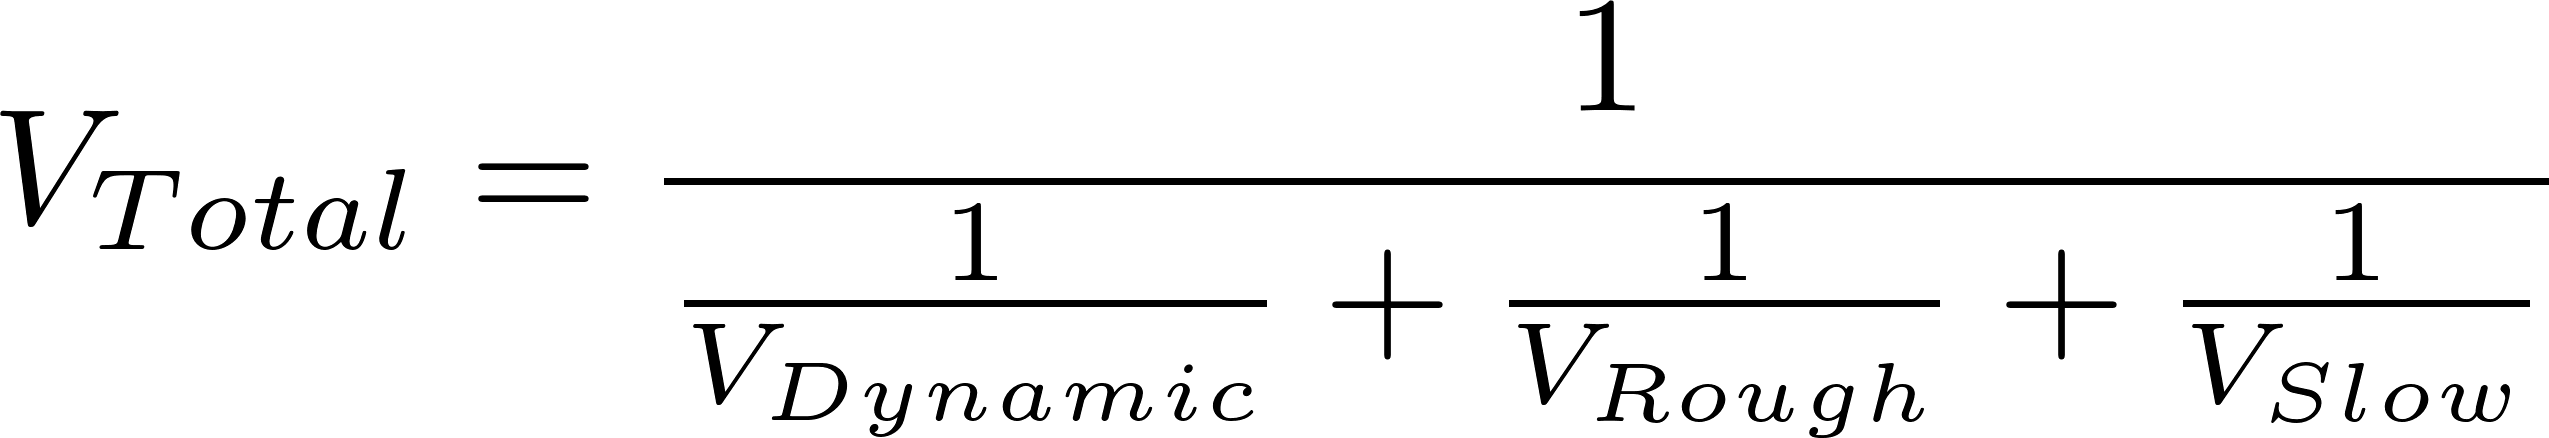 V_{Total} = \frac{1}{\frac{1}{V_{Dynamic}} + \frac{1}{V_{Rough}} + \frac{1}{V_{Slow}}}